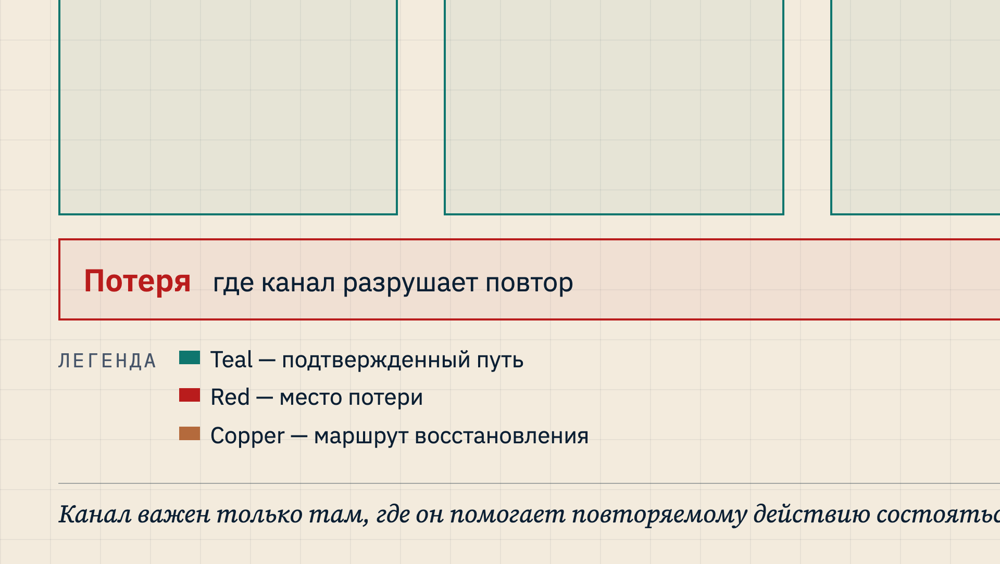 Потеря где канал разрушает повтор
ЛЕГЕНДА Teal — подтвержденный путь
Red — место потери
Copper — маршрут восстановления
Канал важен только там, где он помогает повторяемому действию